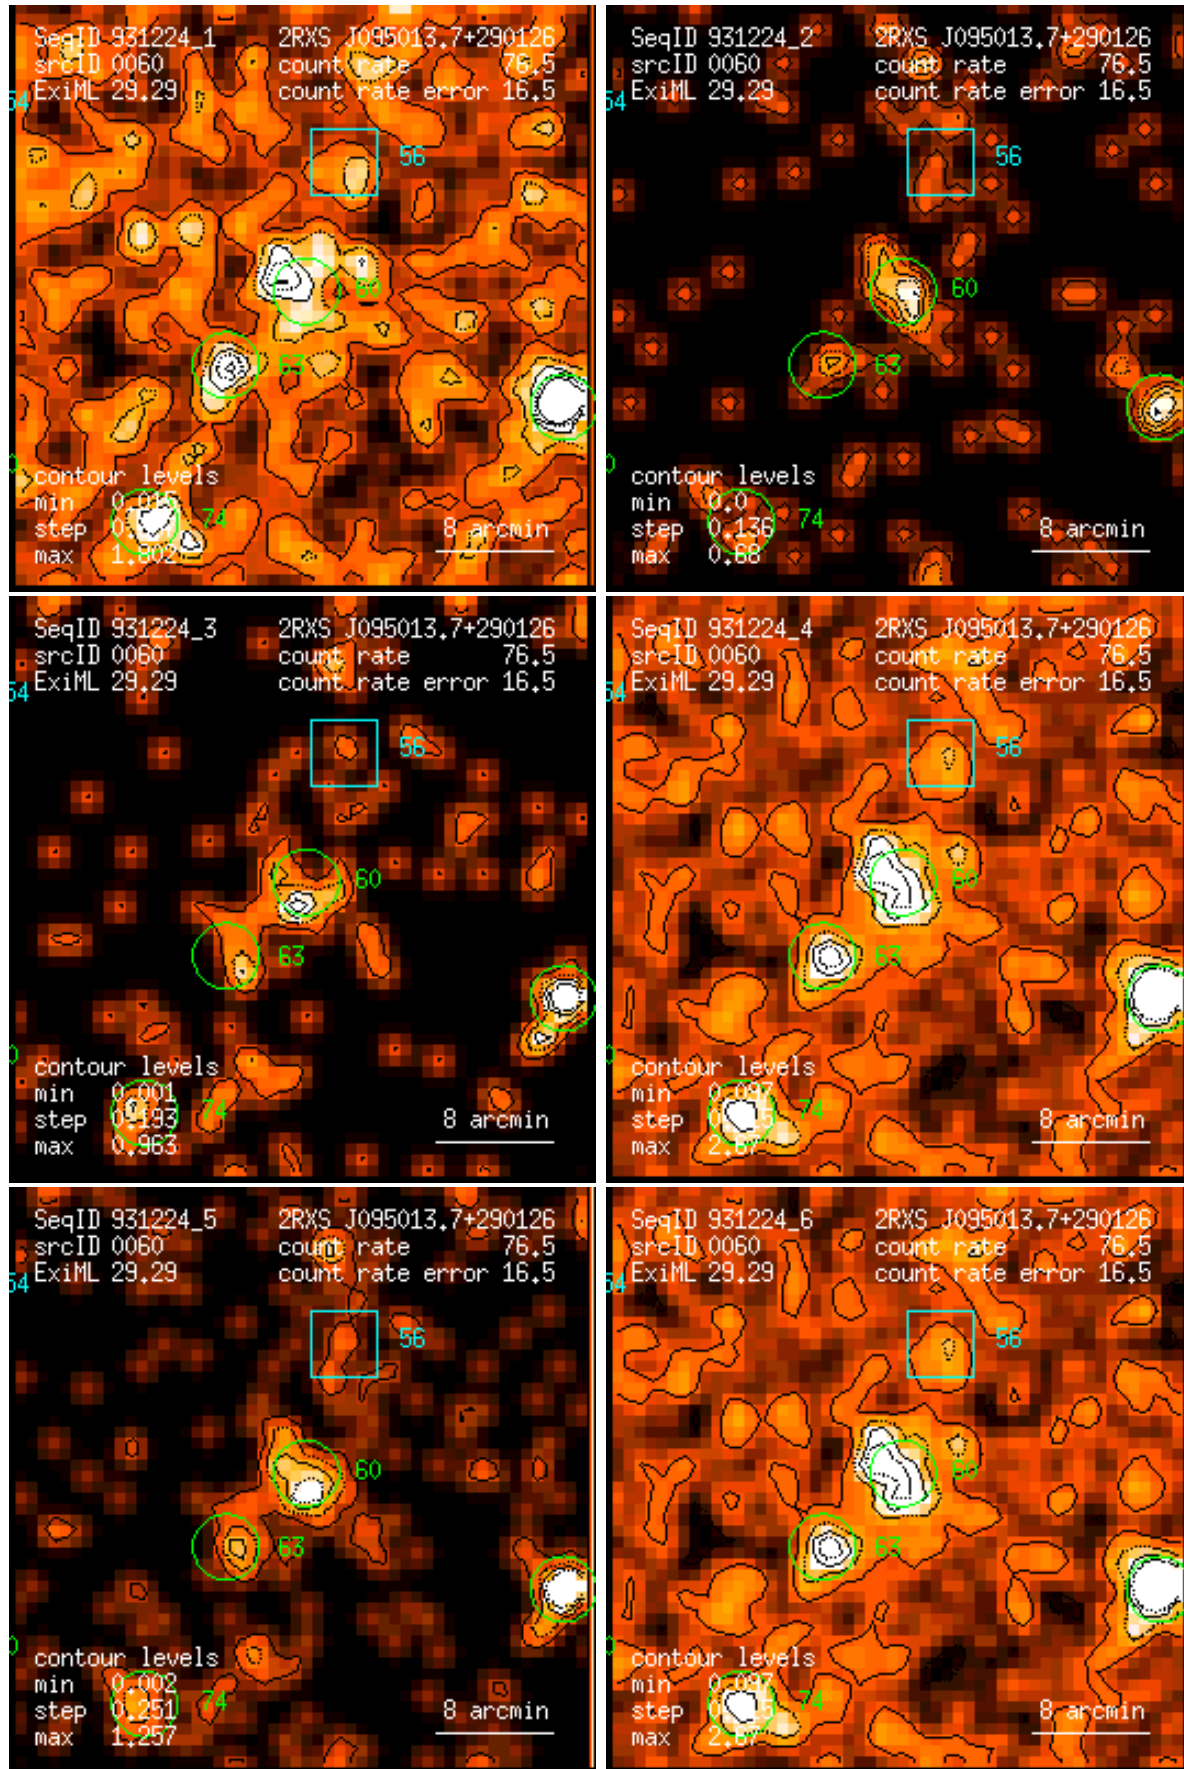 SeqID 931224_1 2RXS J095013.7+290126
srcID 0060 count rate 76.5
54 ExiML 29.29 count rate error 16.5
56
60
63
contour levels
min 0.015
step
74
8 arcmin
max 1.802
SeqID 931224_2 2RXS J095013.7+290126
srcID 0060 count rate 76.5
54 ExiML 29.29 count rate error 16.5
56
60
63
contour levels
min 0.0
step 0.136
74
8 arcmin
max 0.68
SeqID 931224_3 2RXS J095013.7+290126
srcID 0060 count rate 76.5
54 ExiML 29.29 count rate error 16.5
56
60
63
contour levels
min 0.001
step 0.193
74
8 arcmin
max 0.963
SeqID 931224_4 2RXS J095013.7+290126
srcID 0060 count rate 76.5
54 ExiML 29.29 count rate error 16.5
56
60
63
contour levels
min 0.097
step
74
8 arcmin
max 2.67
SeqID 931224_5 2RXS J095013.7+290126
srcID 0060 count rate 76.5
54 ExiML 29.29 count rate error 16.5
56
60
63
contour levels
min 0.002
step 0.251
74
8 arcmin
max 1.257
SeqID 931224_6 2RXS J095013.7+290126
srcID 0060 count rate 76.5
54 ExiML 29.29 count rate error 16.5
56
60
63
contour levels
min 0.097
step
74
8 arcmin
max 2.67